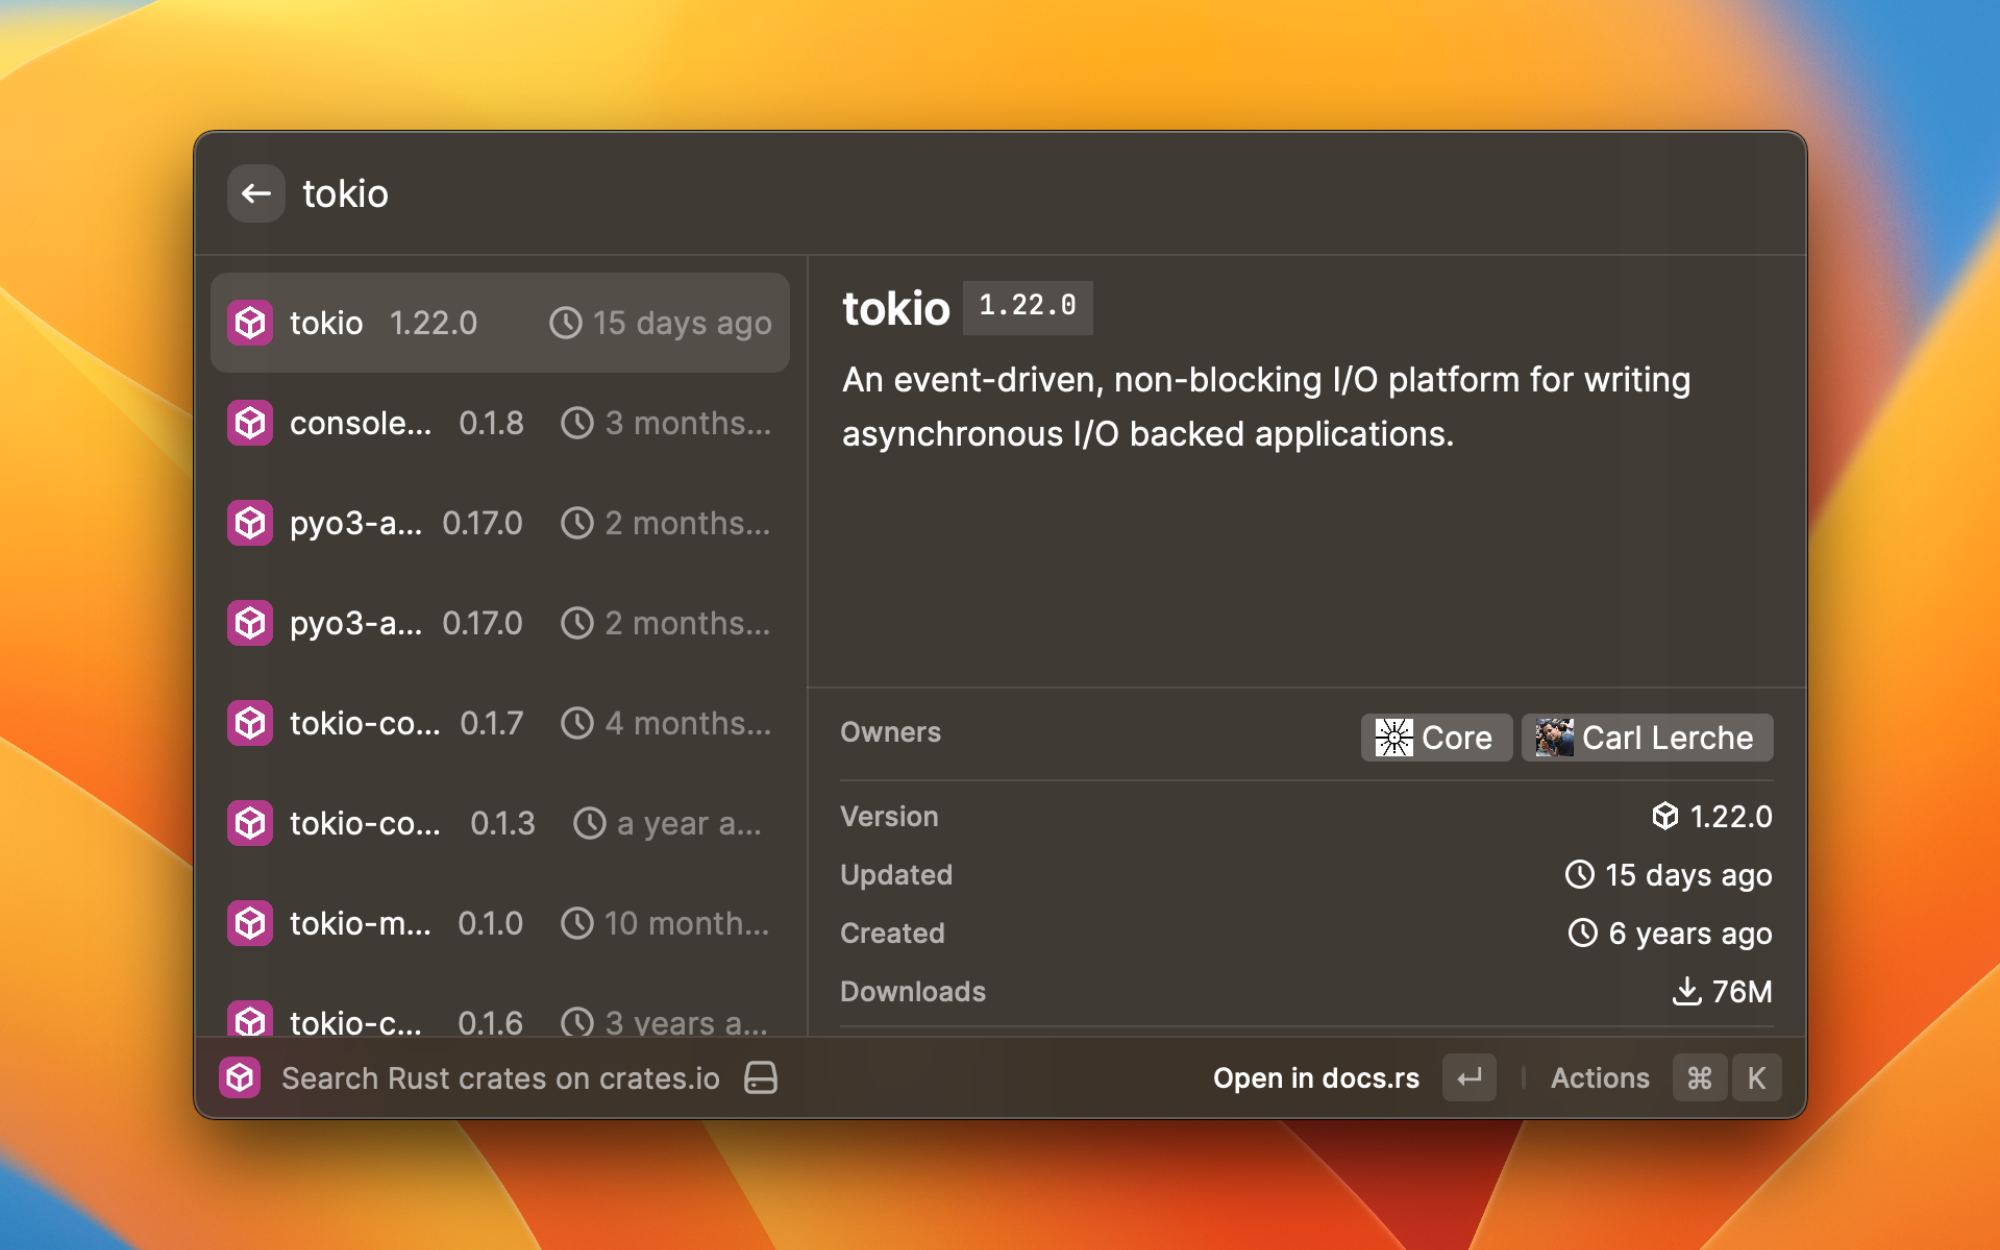 tokio
tokio 1.22.0 15 days ago
console... 0.1.8 3 months...
pyo3-a... 0.17.0 2 months...
pyo3-a... 0.17.0 2 months...
tokio-co... 0.1.7 4 months...
tokio-co... 0.1.3 a year a...
tokio-m... 0.1.0 10 month...
tokio-c... 0.1.6 3 years a...
tokio 1.22.0
An event-driven, non-blocking I/O platform for writing
asynchronous I/O backed applications.
Owners Core Carl Lerche
Version 1.22.0
Updated 15 days ago
Created 6 years ago
Downloads 76M
Search Rust crates on crates.io Open in docs.rs ↵ Actions ⌘ K